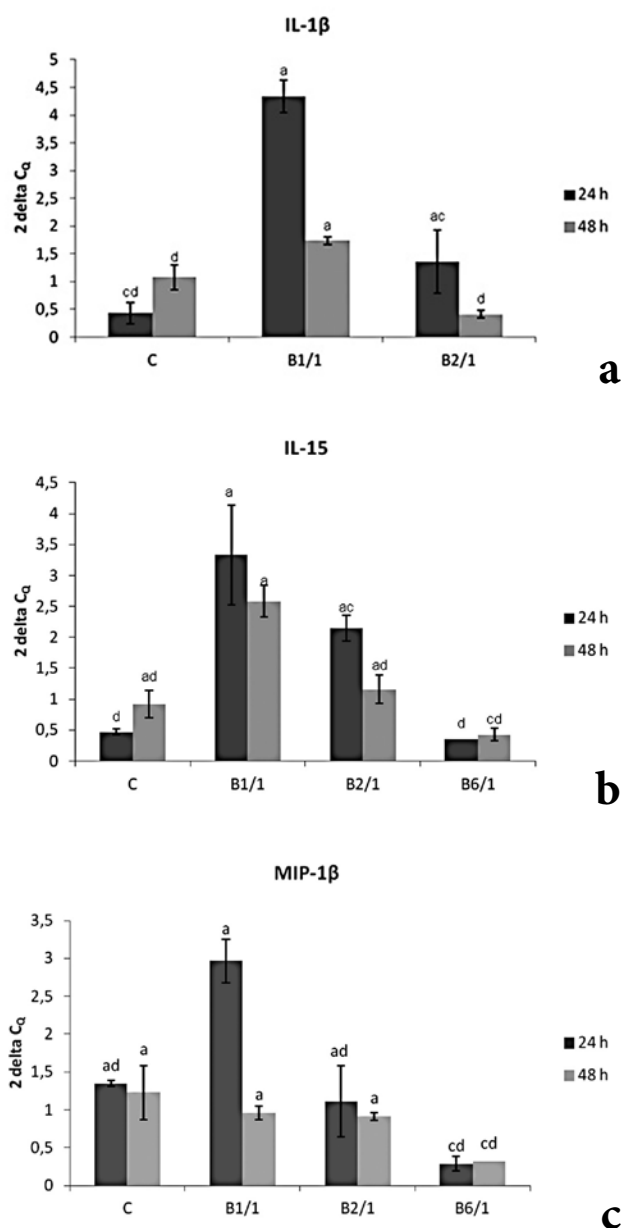 IL-1β
5
4,5
4
3,5
3
2,5
2
1,5
1
0,5
0
2 delta CQ
cd
d
a
a
ac
d
C
B1/1
B2/1
24 h
48 h
a
IL-15
4,5
4
3,5
3
2,5
2
1,5
1
0,5
0
2 delta CQ
d
ad
a
a
ac
ad
d
cd
C
B1/1
B2/1
B6/1
24 h
48 h
b
MIP-1β
3,5
3
2,5
2
1,5
1
0,5
0
2 delta CQ
ad
a
a
a
ad
a
cd
cd
C
B1/1
B2/1
B6/1
24 h
48 h
c